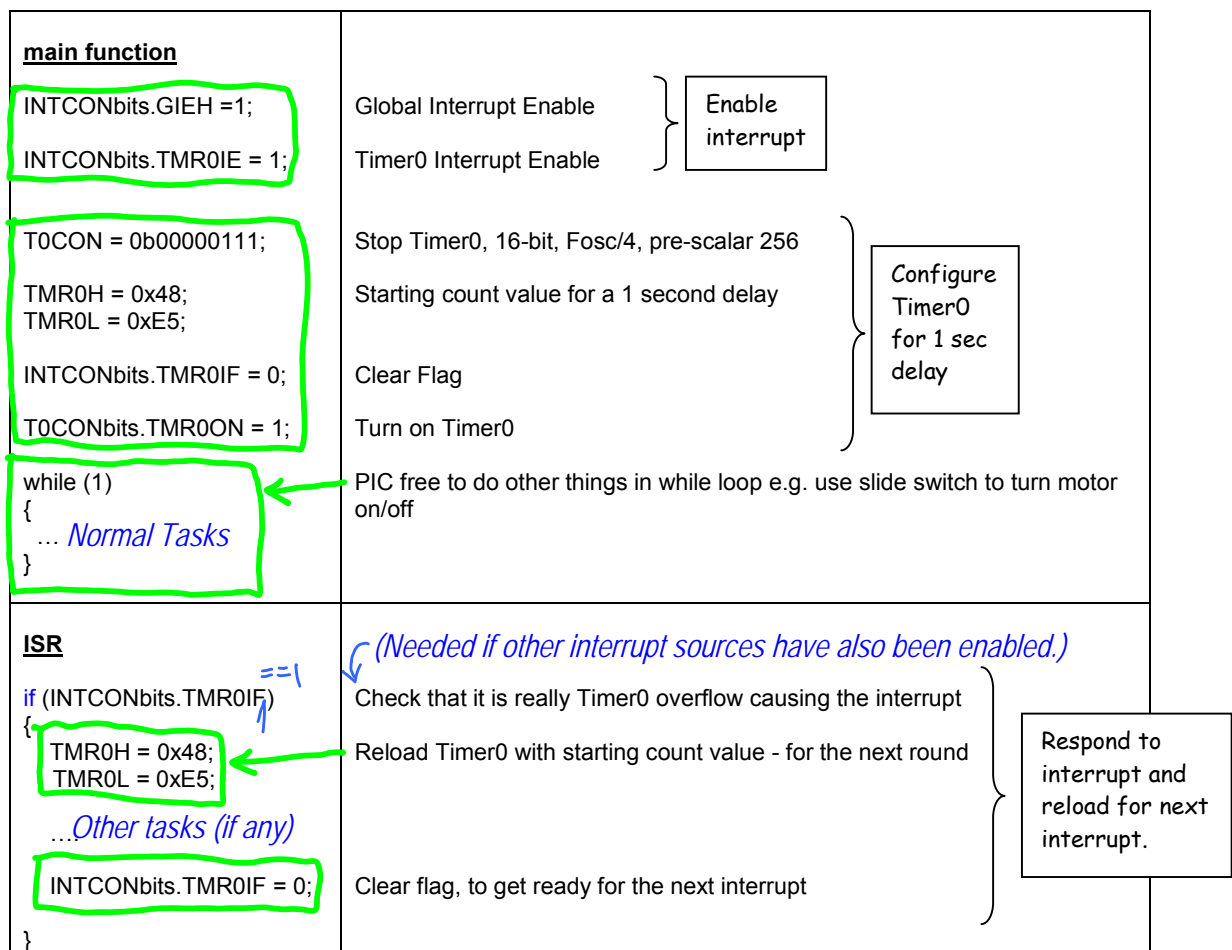 main function
INTCONbits.GIEH =1;
Global Interrupt Enable
Enable
interrupt
INTCONbits.TMR0IE = 1;
Timer0 Interrupt Enable
T0CON = 0b00000111;
Stop Timer0, 16-bit, Fosc/4, pre-scalar 256
Configure
Timer0
for 1 sec
delay
TMR0H = 0x48;
Starting count value for a 1 second delay
TMR0L = 0xE5;
INTCONbits.TMR0IF = 0;
Clear Flag
T0CONbits.TMR0ON = 1;
Turn on Timer0
while (1)
PIC free to do other things in while loop e.g. use slide switch to turn motor
on/off
{
… Normal Tasks
}
ISR
(Needed if other interrupt sources have also been enabled.)
==1
if (INTCONbits.TMR0IF)
Check that it is really Timer0 overflow causing the interrupt
{
TMR0H = 0x48;
Reload Timer0 with starting count value - for the next round
TMR0L = 0xE5;
Respond to
interrupt and
reload for next
interrupt.
….Other tasks (if any)
INTCONbits.TMR0IF = 0;
Clear flag, to get ready for the next interrupt
}